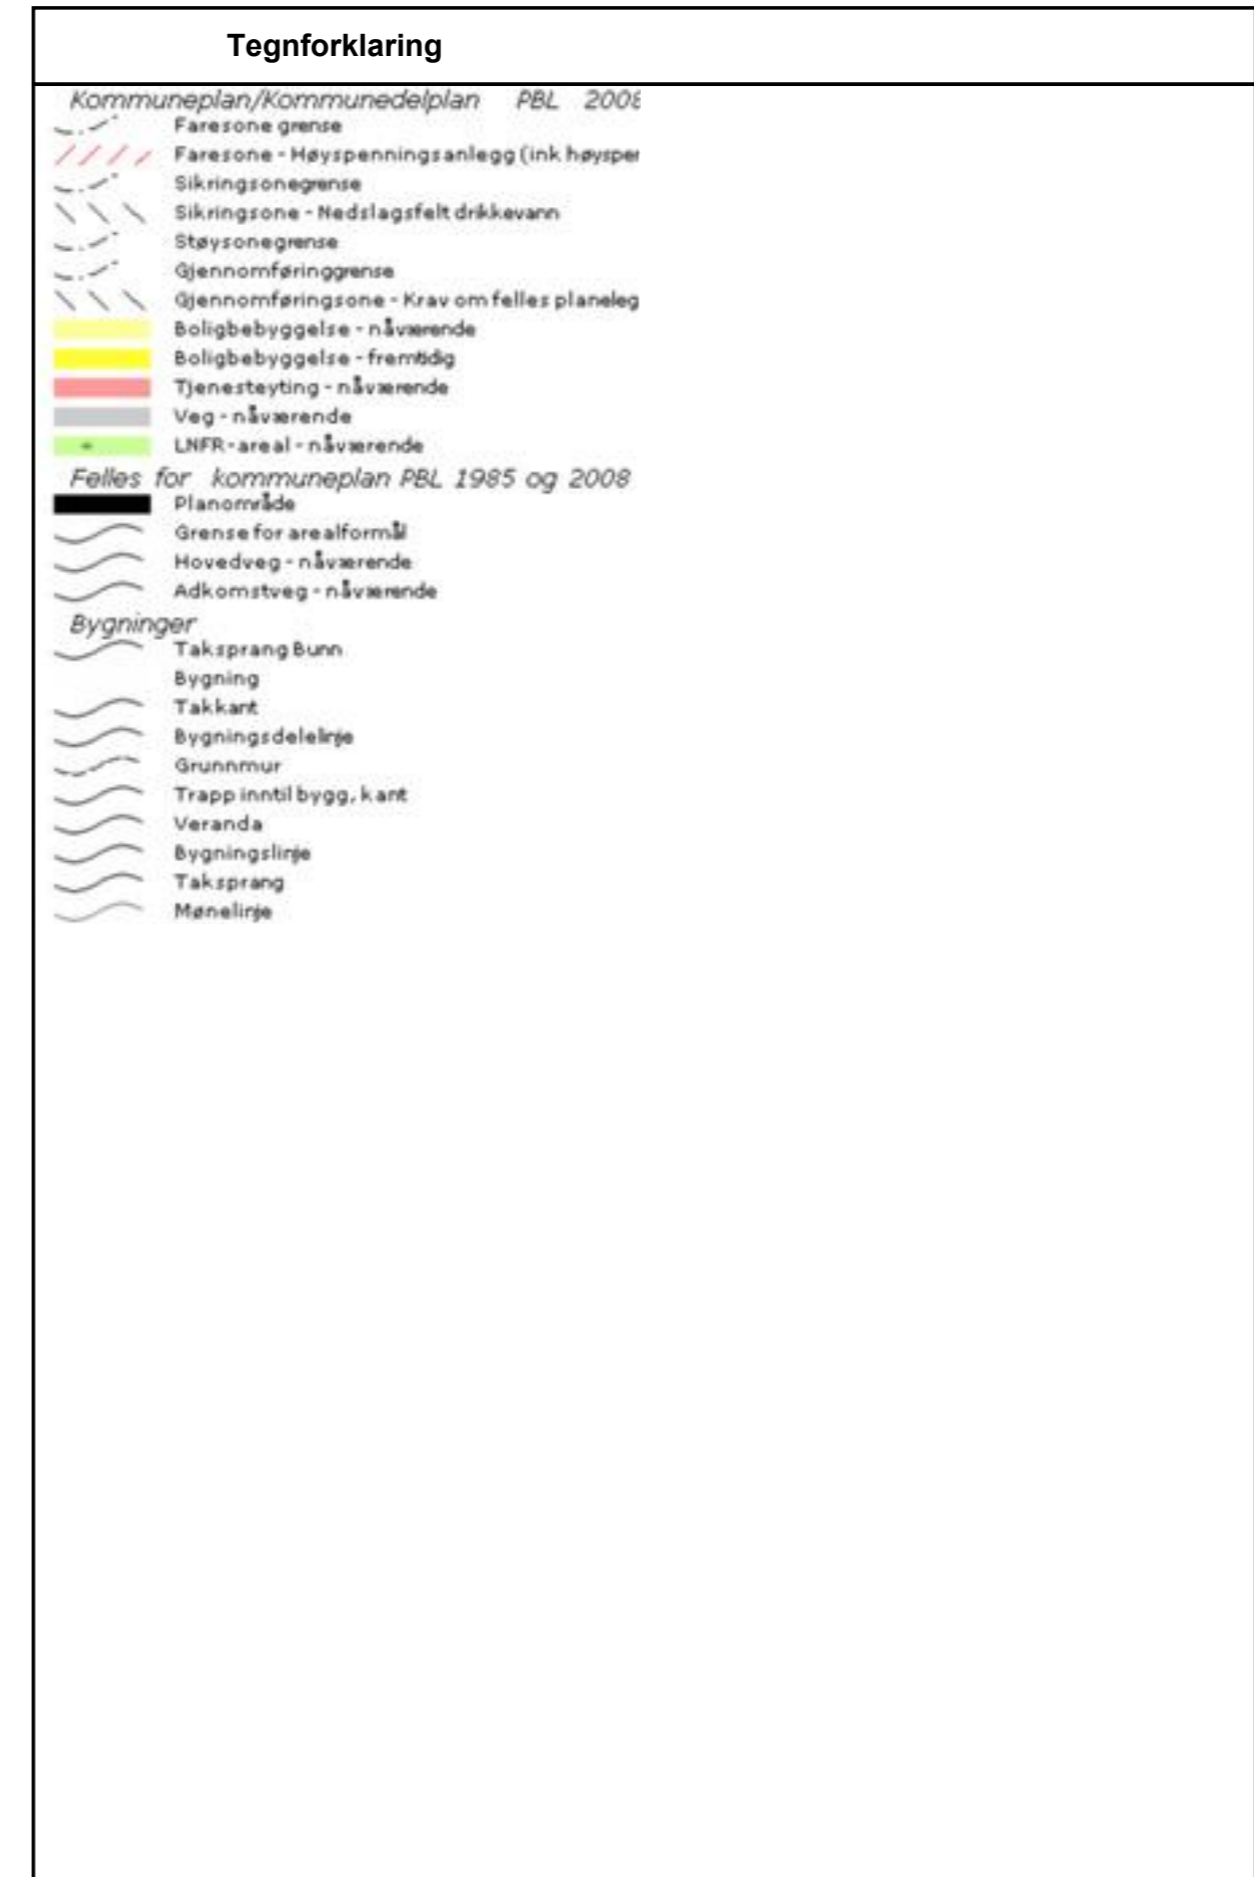 Tegnforklaring
Kommuneplan/Kommunedelplan PBL 2008
Faresone grense
Faresone - Høyspenningsanlegg (ink høyspen
Sikringsonegrense
Sikringsone - Nedslagsfelt drikkevann
Støysonegrense
Gjennomføringgrense
Gjennomføringsone - Krav om felles planeleg
Boligbebyggelse - nåværende
Boligbebyggelse - fremtidig
Tjenesteyting - nåværende
Veg - nåværende
LNFR-areal - nåværende
Felles for kommuneplan PBL 1985 og 2008
Planområde
Grense for arealformål
Hovedveg - nåværende
Adkomstveg - nåværende
Bygninger
Taksprang Bunn
Bygning
Takkant
Bygningsdelelinje
Grunnmur
Trapp inntil bygg, kant
Veranda
Bygningslinje
Taksprang
Mønelinje